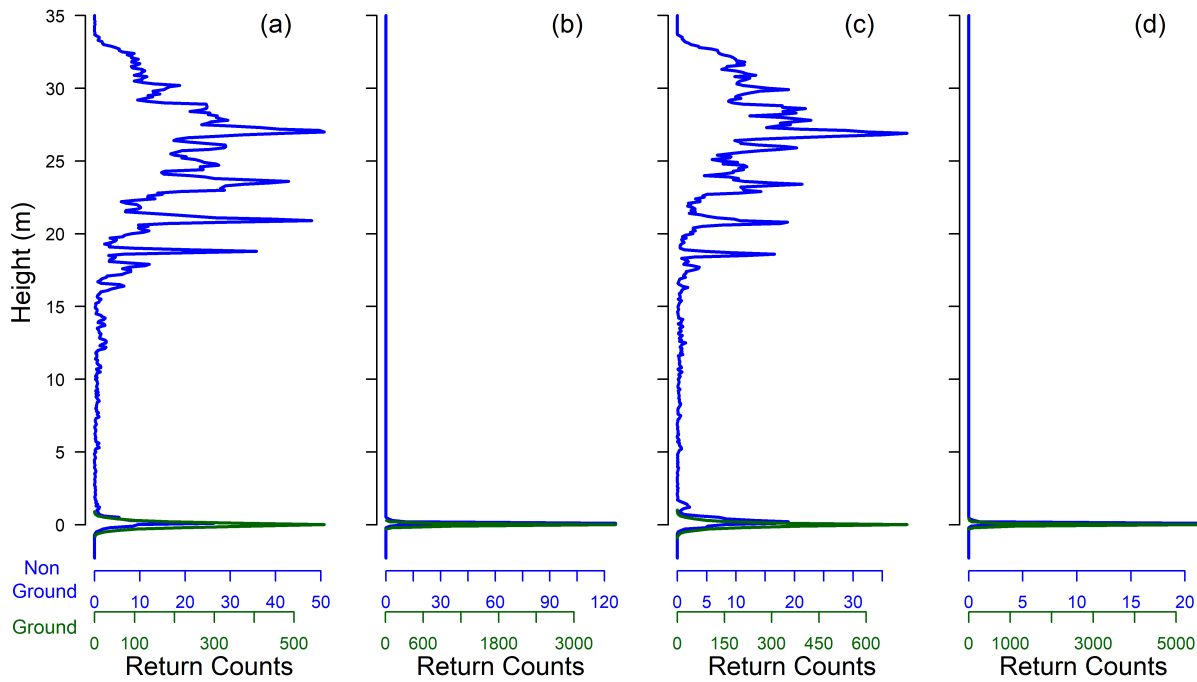 (a) (b) (c) (d)
35
30
25
20
15
10
5
0
Height (m)
Non Ground
0 10 20 30 40 50
0 30 60 90 120
0 5 10 20 30
0 5 10 15 20
Ground
0 100 300 500
0 600 1800 3000
0 150 300 450 600
0 1000 3000 5000
Return Counts Return Counts Return Counts Return Counts